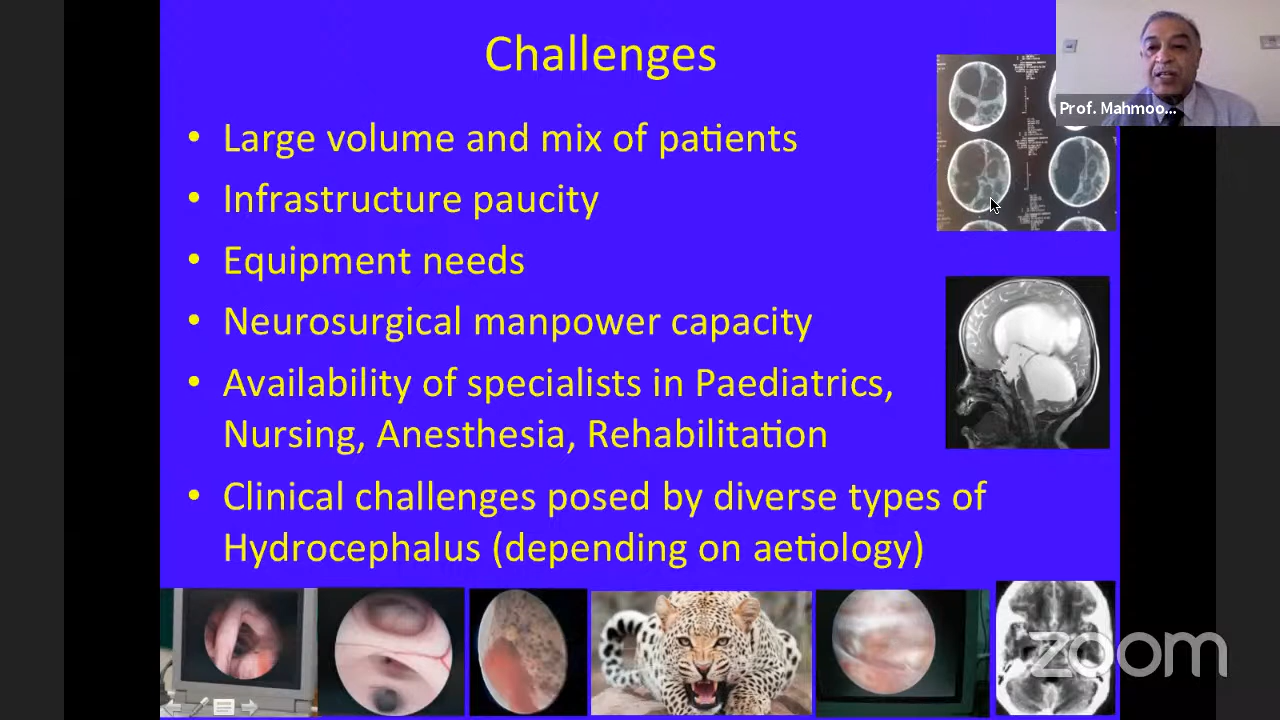 Challenges
Prof. Mahmoo...
• Large volume and mix of patients
• Infrastructure paucity
• Equipment needs
• Neurosurgical manpower capacity
• Availability of specialists in Paediatrics,
Nursing, Anesthesia, Rehabilitation
• Clinical challenges posed by diverse types of
Hydrocephalus (depending on aetiology)
zoom